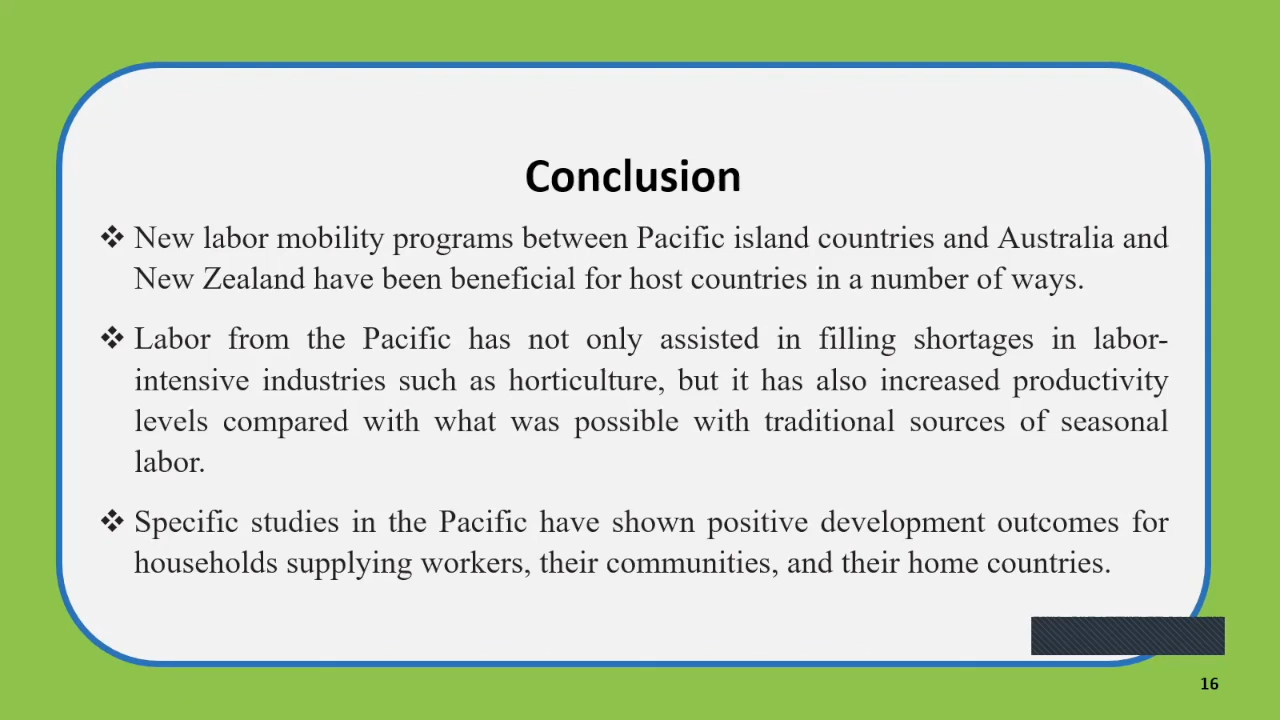 Conclusion
❖ New labor mobility programs between Pacific island countries and Australia and
New Zealand have been beneficial for host countries in a number of ways.
❖ Labor from the Pacific has not only assisted in filling shortages in labor-
intensive industries such as horticulture, but it has also increased productivity
levels compared with what was possible with traditional sources of seasonal
labor.
❖ Specific studies in the Pacific have shown positive development outcomes for
households supplying workers, their communities, and their home countries.
16